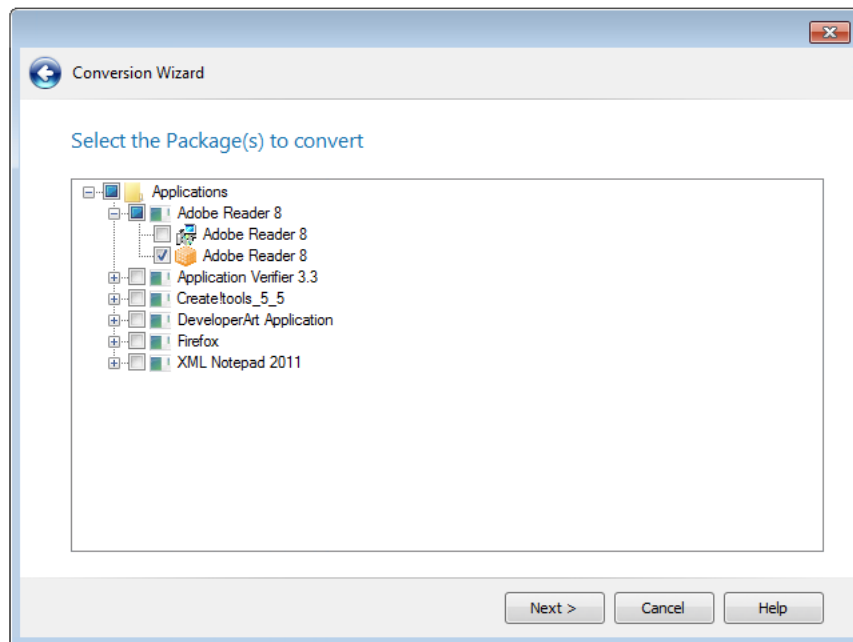 Conversion Wizard
Select the Package(s) to convert
Applications
Adobe Reader 8
Adobe Reader 8
Adobe Reader 8
Application Verifier 3.3
Create!tools_5_5
DeveloperArt Application
Firefox
XML Notepad 2011
Next > Cancel Help